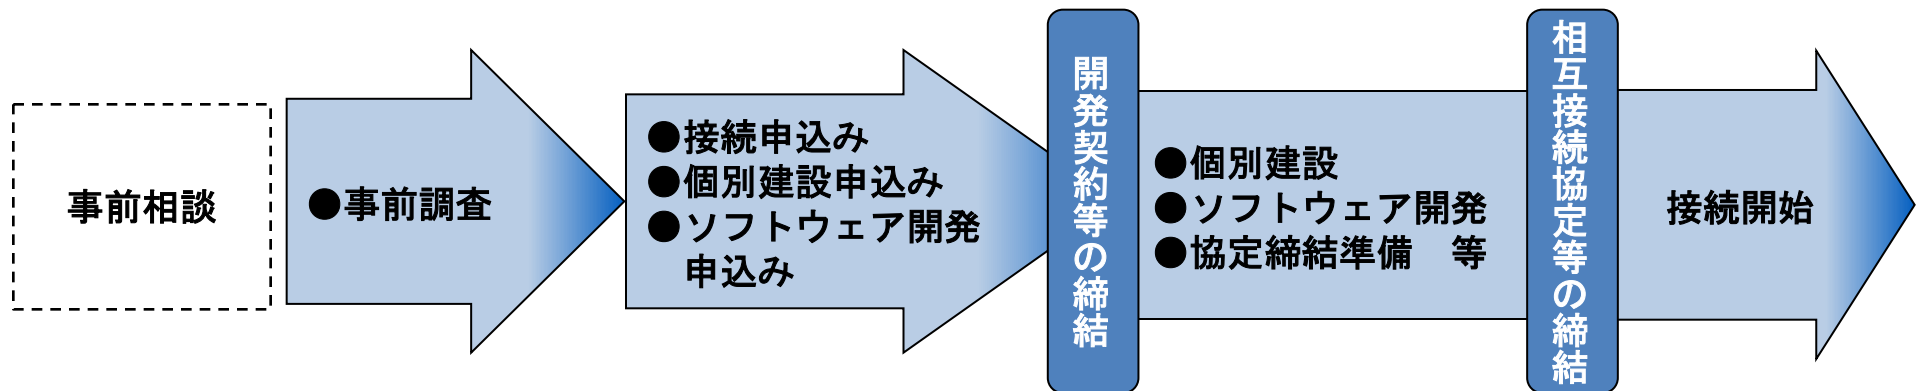 事前相談
●事前調査
●接続申込み
●個別建設申込み
●ソフトウェア開発
申込み
開発契約等の締結
●個別建設
●ソフトウェア開発
●協定締結準備　等
相互接続協定等の締結
接続開始